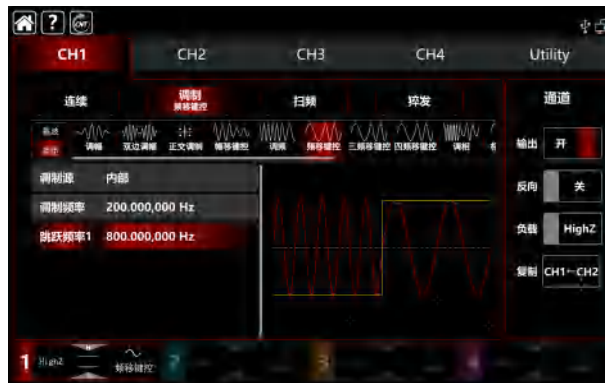 ? CNT
CH1 CH2 CH3 CH4 Utility
连续 调制 扫频 猝发 通道
频移键控
调幅 双边调幅 正交调制 幅移键控 调频 频移键控 三频移键控 四频移键控 调相
输出 开
调制源 内部
反向 关
调制频率 200.000,000 Hz
负载 HighZ
跳跃频率1 800.000,000 Hz
复制 CH1←CH2
1 HighZ 频移键控 2 3 4